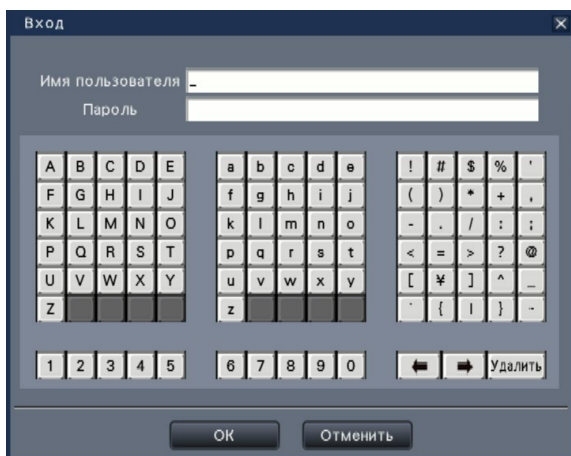 Вход
Имя пользователя _
Пароль
A B C D E a b c d e ! # $ % '
F G H I J f g h i j ( ) * + ,
K L M N O k l m n o - . / : ;
P Q R S T p q r s t < = > ? @
U V W X Y u v w x y [ ¥ ] ^ _
Z z ` { | } ~
1 2 3 4 5 6 7 8 9 0 ← → Удалить
OK Отменить